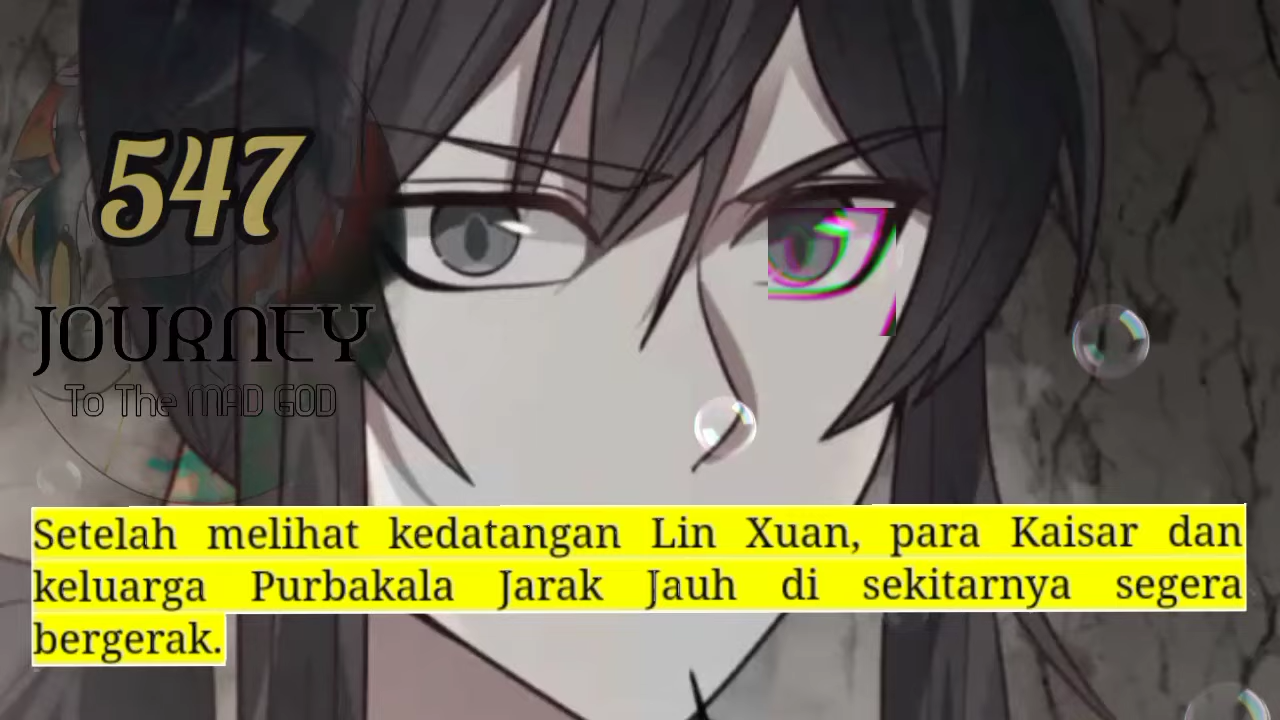 547
JOURNEY
To The MAD GOD
Setelah melihat kedatangan Lin Xuan, para Kaisar dan
keluarga Purbakala Jarak Jauh di sekitarnya segera
bergerak.